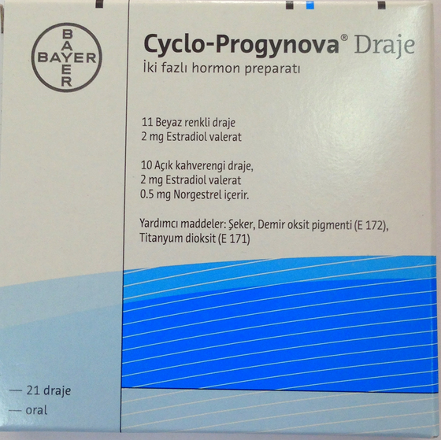 BAYER
BAYER
Cyclo-Progynova® Draje
İki fazlı hormon preparatı
11 Beyaz renkli draje
2 mg Estradiol valerat
10 Açık kahverengi draje,
2 mg Estradiol valerat
0.5 mg Norgestrel içerir.
Yardımcı maddeler: Şeker, Demir oksit pigmenti (E 172),
Titanyum dioksit (E 171)
— 21 draje
— oral